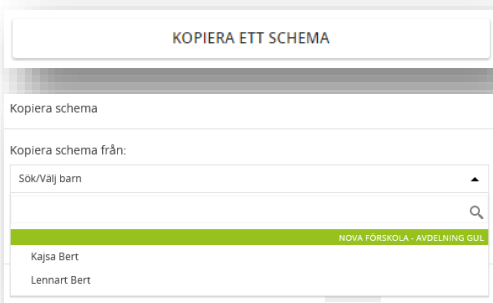 KOPIERA ETT SCHEMA
Kopiera schema
Kopiera schema från:
Sök/Välj barn
NOVA FÖRSKOLA - AVDELNING GUL
Kajsa Bert
Lennart Bert